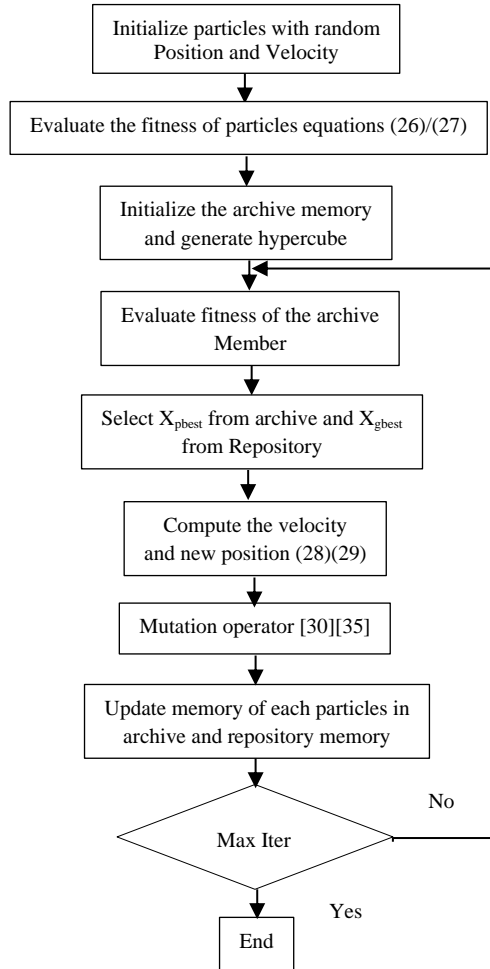 Initialize particles with random
Position and Velocity
Evaluate the fitness of particles equations (26)/(27)
Initialize the archive memory
and generate hypercube
Evaluate fitness of the archive
Member
Select Xpbest from archive and Xgbest
from Repository
Compute the velocity
and new position (28)(29)
Mutation operator [30][35]
Update memory of each particles in
archive and repository memory
No
Max Iter
Yes
End